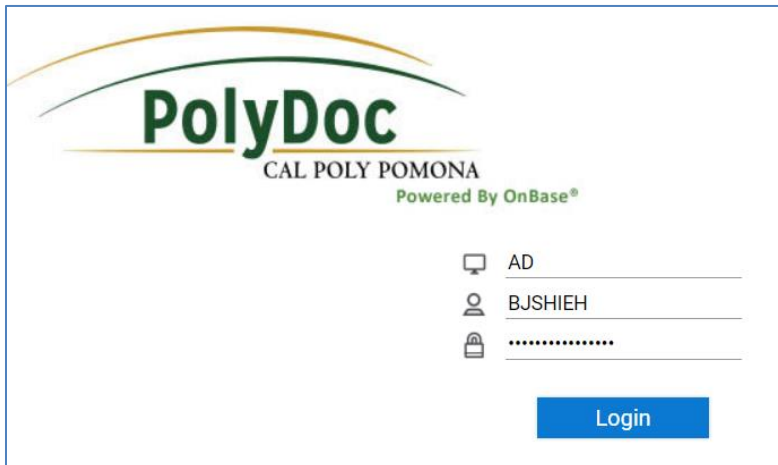 PolyDoc
CAL POLY POMONA
Powered By OnBase®
AD
BJSHIEH
••••••••••••••••
Login